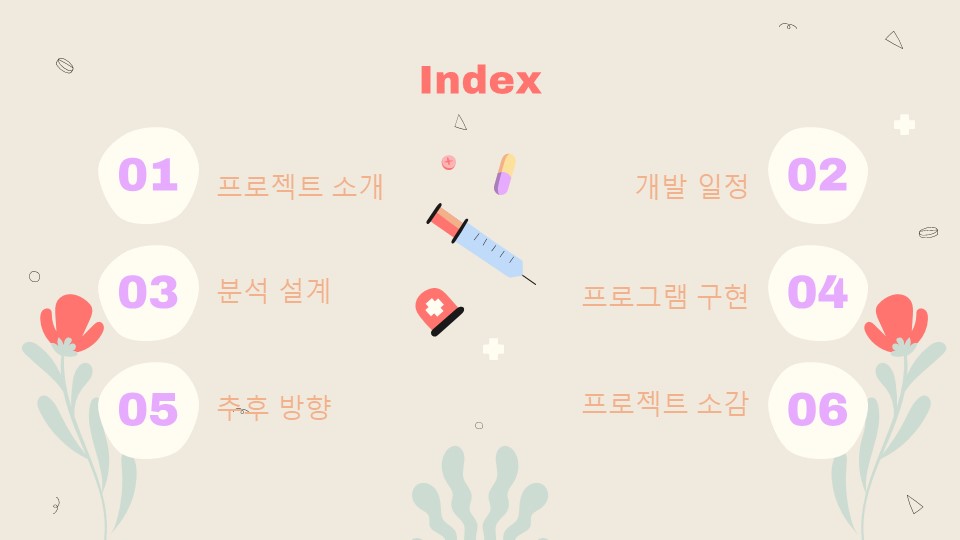 Index
01
프로젝트 소개
02
개발 일정
03
분석 설계
04
프로그램 구현
05
추후 방향
06
프로젝트 소감